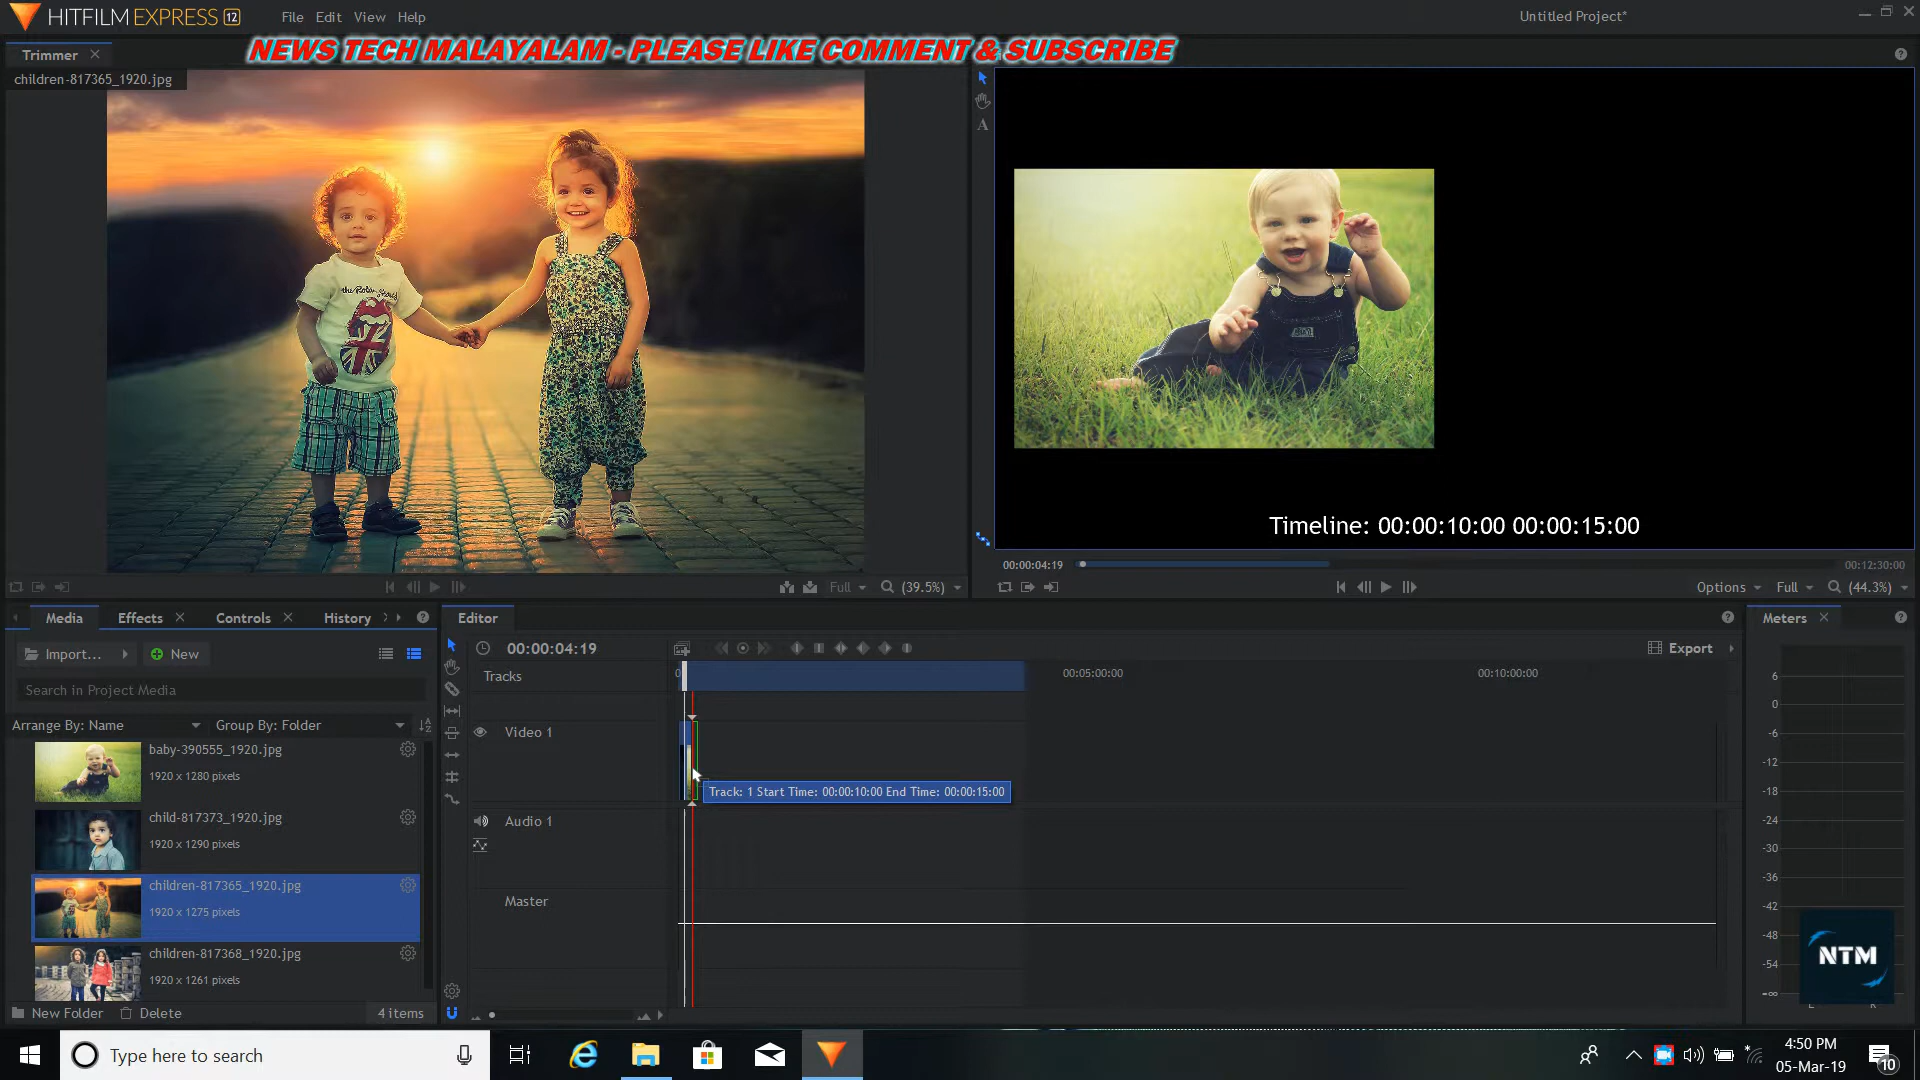 HITFILM EXPRESS 12
File Edit View Help
Untitled Project*
Trimmer
NEWS TECH MALAYALAM - PLEASE LIKE COMMENT & SUBSCRIBE
children-817365_1920.jpg
the Rolling Stones
A
Timeline: 00:00:10:00 00:00:15:00
00:00:04:19
00:12:30:00
Full (39.5%)
Options Full (44.3%)
Media Effects Controls History
Editor
Meters
Import... New
00:00:04:19
Export
Search in Project Media
Tracks
0
00:05:00:00
00:10:00:00
Arrange By: Name Group By: Folder
Video 1
baby-390555_1920.jpg
1920 x 1280 pixels
Track: 1 Start Time: 00:00:10:00 End Time: 00:00:15:00
child-817373_1920.jpg
1920 x 1290 pixels
Audio 1
children-817365_1920.jpg
1920 x 1275 pixels
Master
children-817368_1920.jpg
1920 x 1261 pixels
6
0
-6
-12
-18
-24
-30
-36
-42
-48
-54
-∞
NTM
L R
New Folder Delete 4 items
Type here to search
4:50 PM
05-Mar-19
10